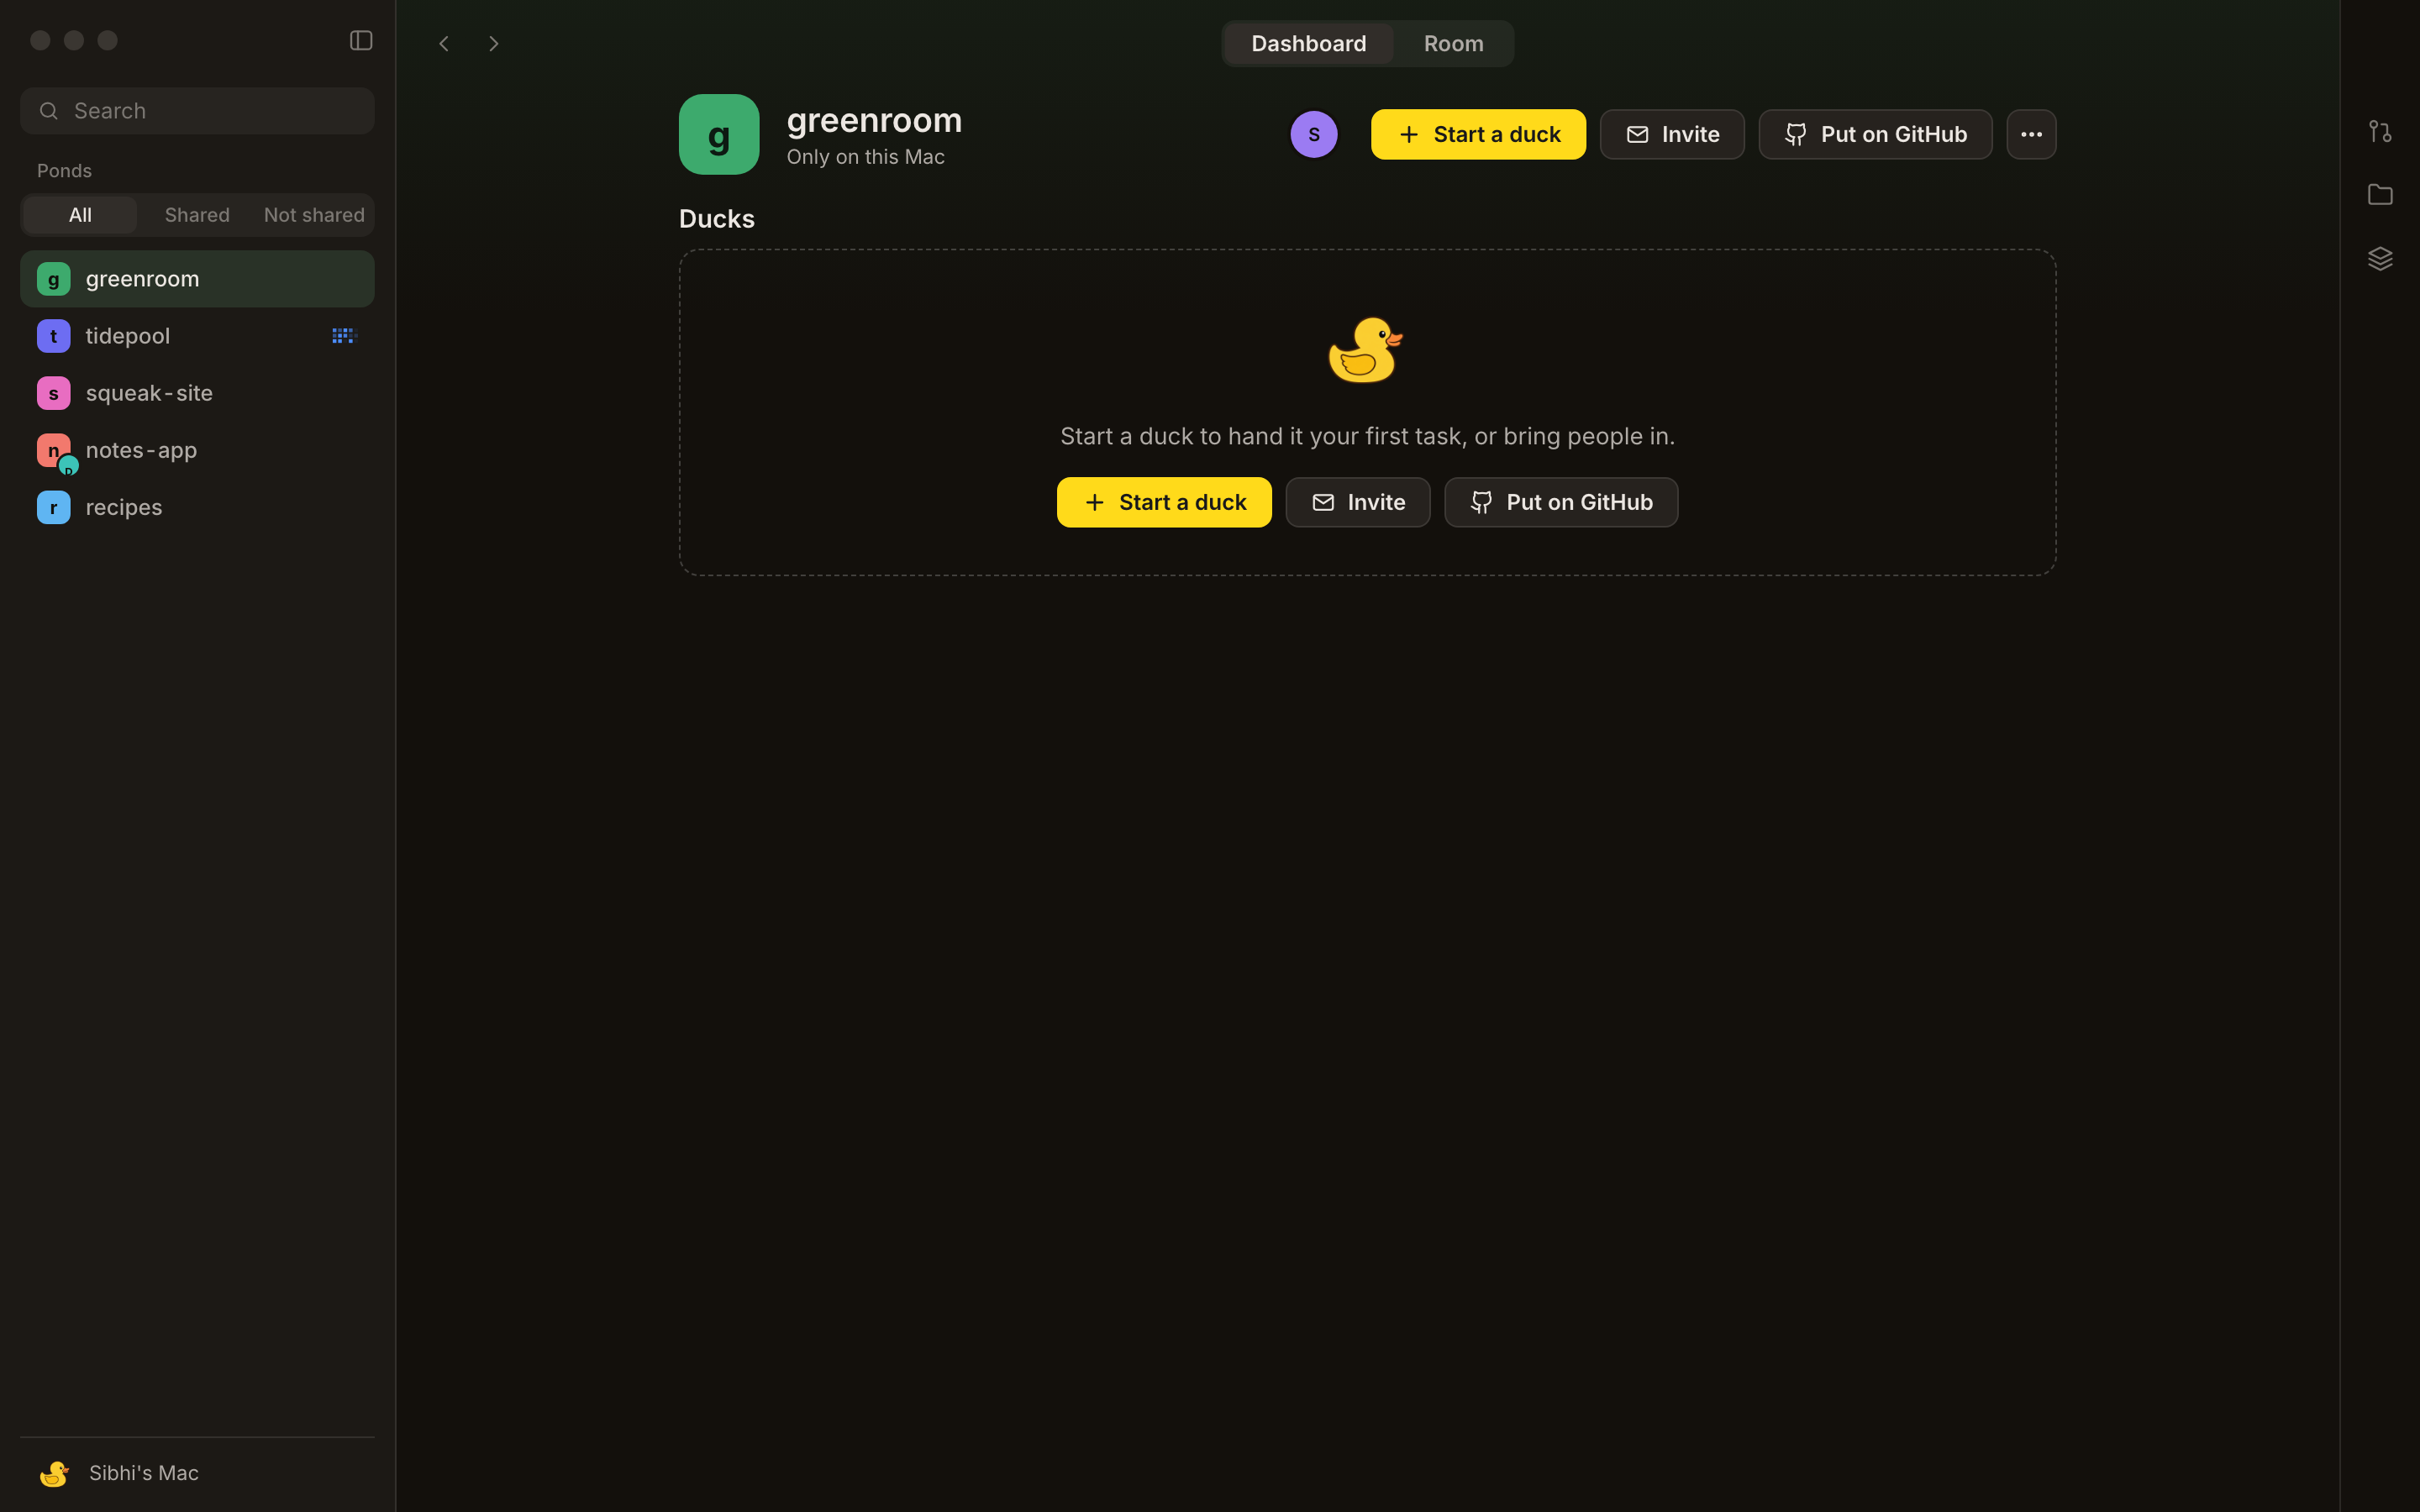 Dashboard
Room
Search
Ponds
All
Shared
Not shared
g
greenroom
t
tidepool
s
squeak-site
n
D
notes-app
r
recipes
Sibhi's Mac
g
greenroom
Only on this Mac
S
Start a duck
Invite
Put on GitHub
Ducks
Start a duck to hand it your first task, or bring people in.
Start a duck
Invite
Put on GitHub